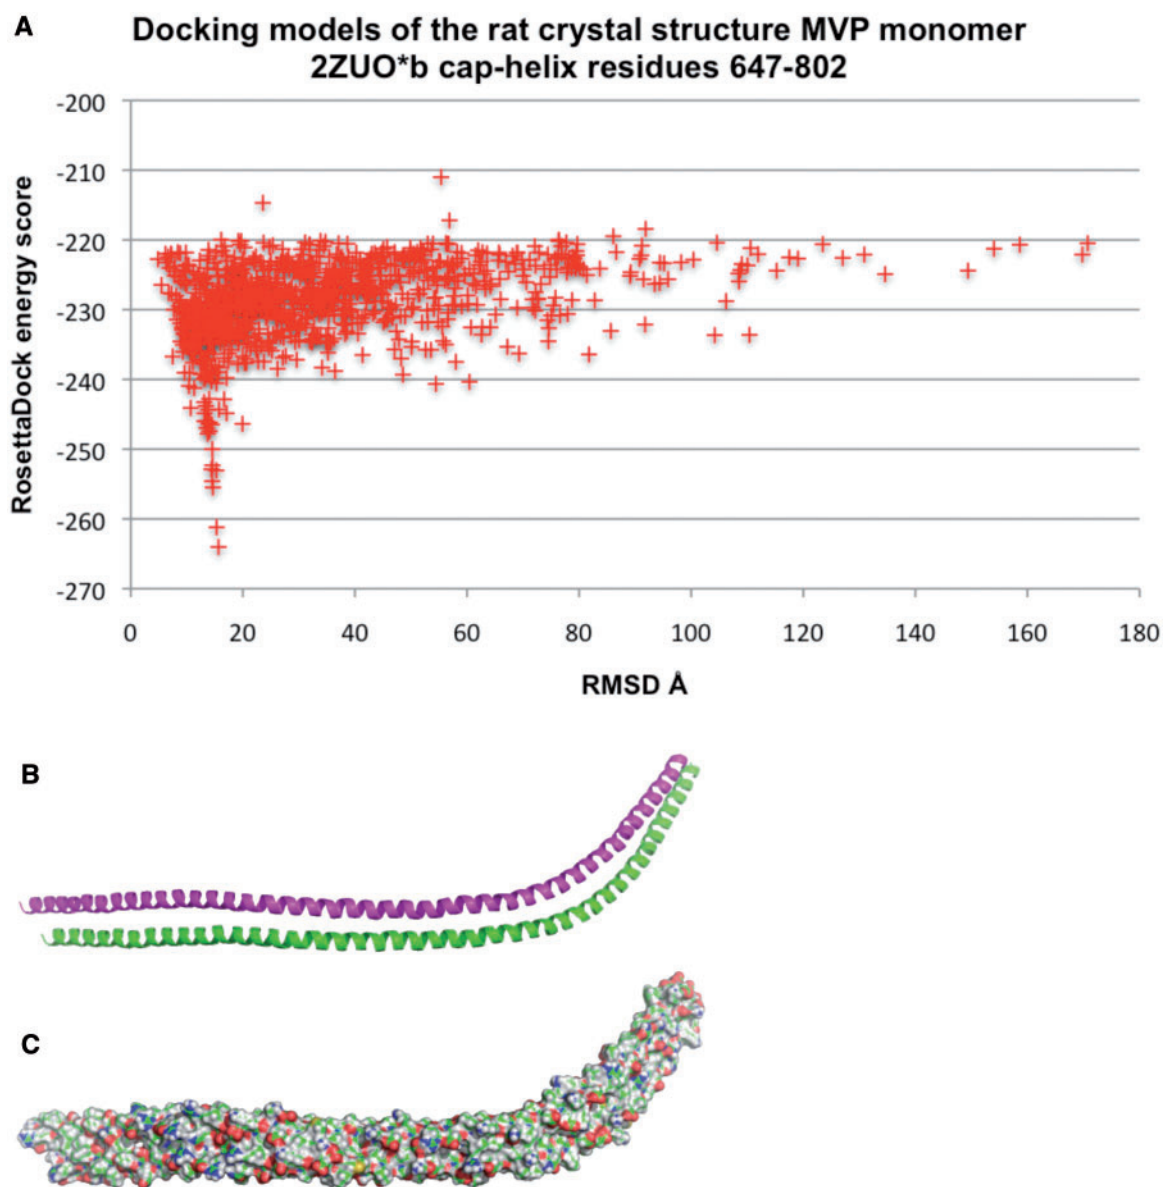 A
Docking models of the rat crystal structure MVP monomer
2ZUO*b cap-helix residues 647-802
RosettaDock energy score
-200
-210
-220
-230
-240
-250
-260
-270
0 20 40 60 80 100 120 140 160 180
RMSD Å
B
C